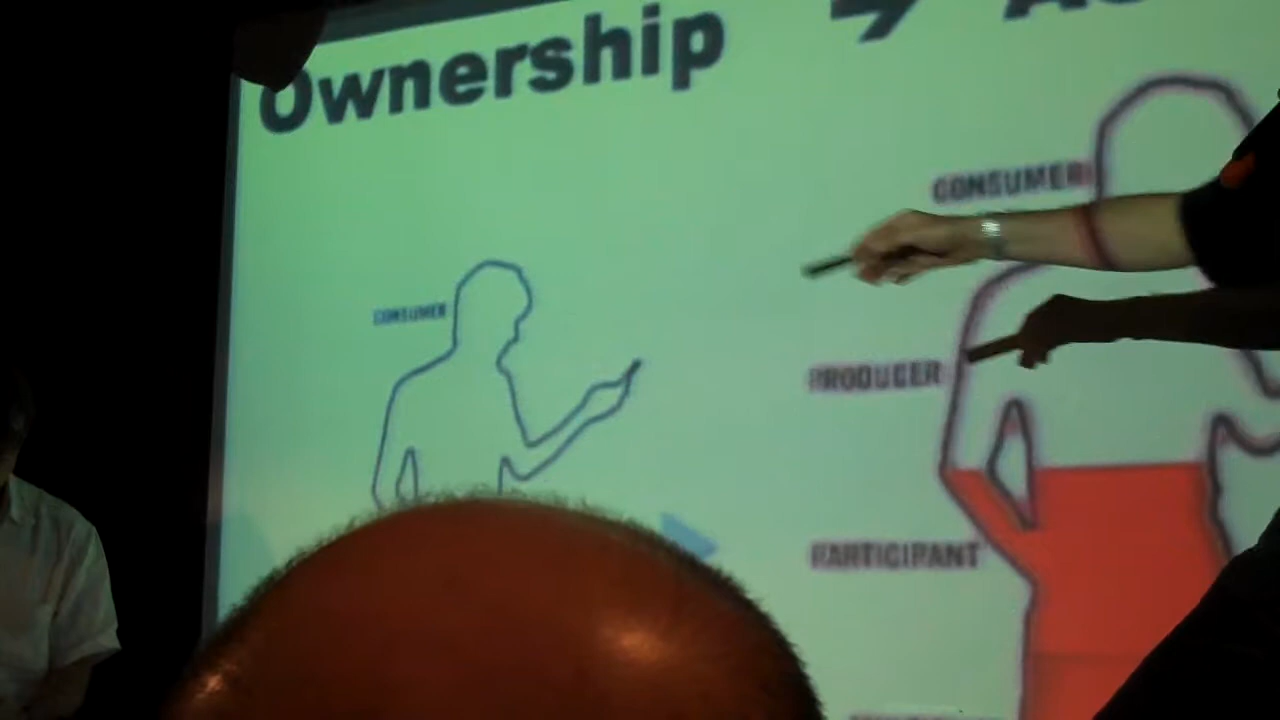 Ownership
CONSUMER
CONSUMER
PRODUCER
PARTICIPANT